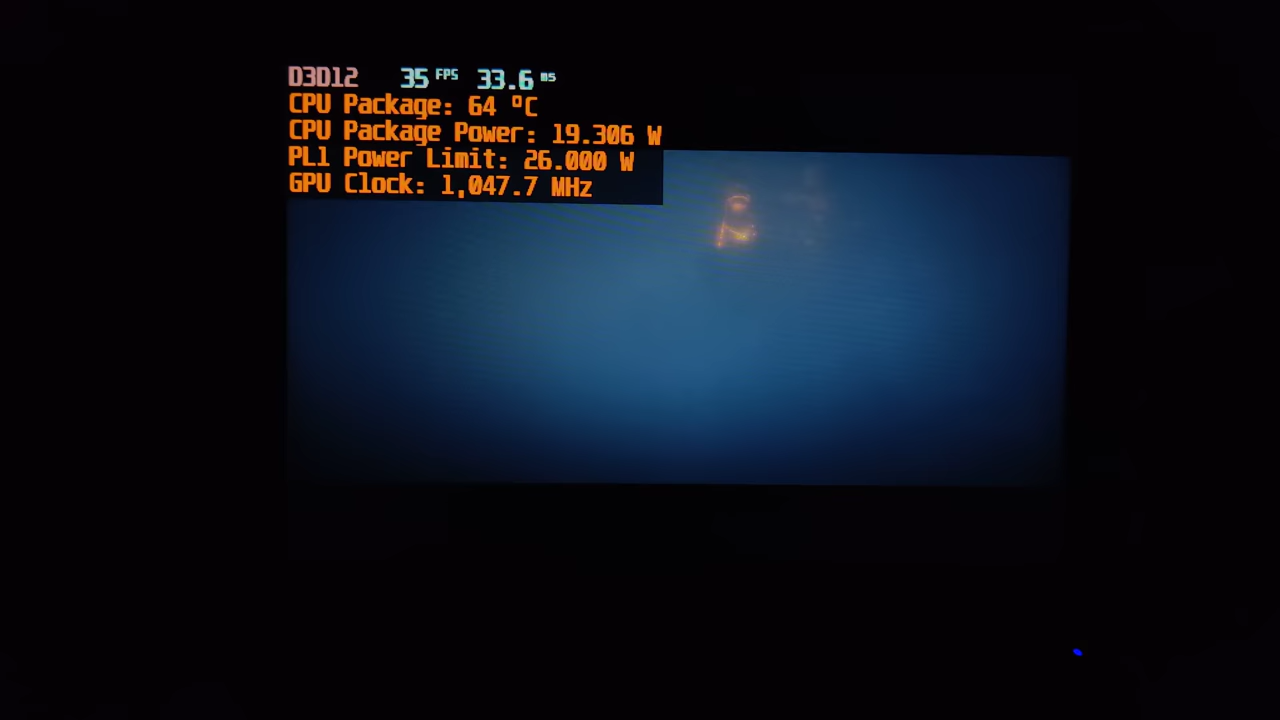 D3D12 35 FPS 33.6 ms
CPU Package: 64 ºC
CPU Package Power: 19.306 W
PL1 Power Limit: 26.000 W
GPU Clock: 1,047.7 MHz